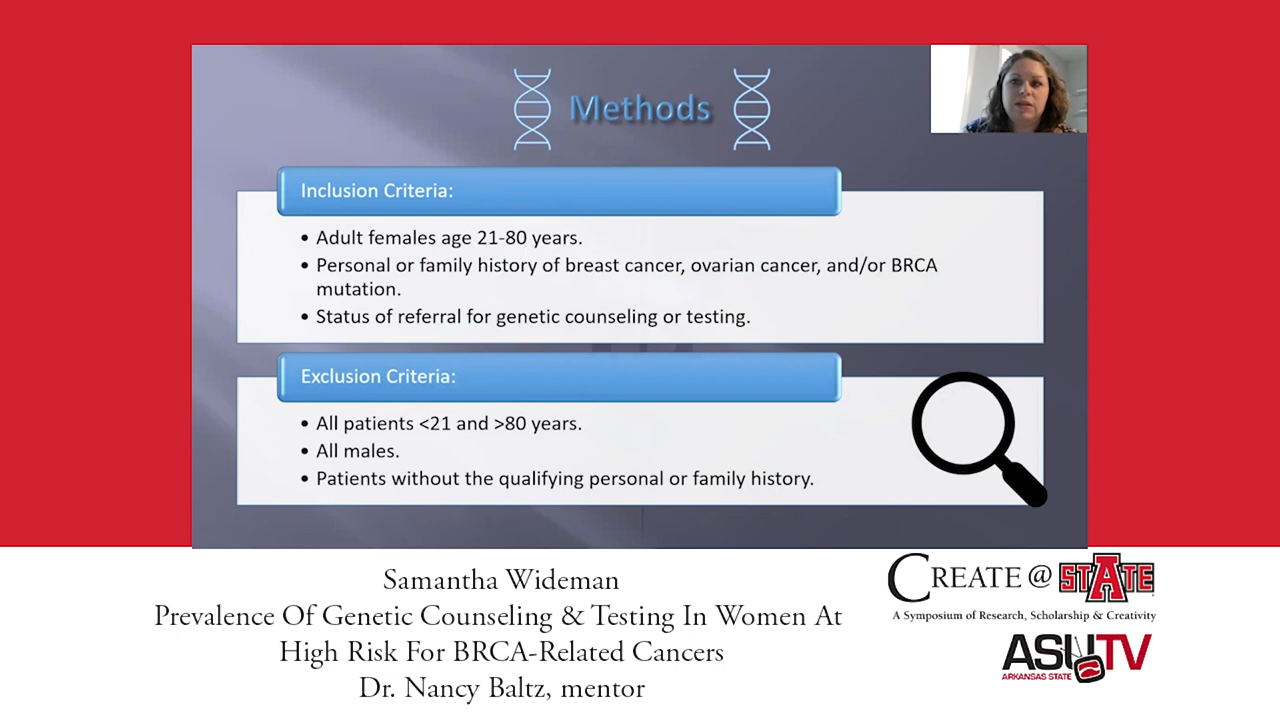 Methods
Inclusion Criteria:
• Adult females age 21-80 years.
• Personal or family history of breast cancer, ovarian cancer, and/or BRCA
mutation.
• Status of referral for genetic counseling or testing.
Exclusion Criteria:
• All patients <21 and >80 years.
• All males.
• Patients without the qualifying personal or family history.
Samantha Wideman
Prevalence Of Genetic Counseling & Testing In Women At
High Risk For BRCA-Related Cancers
Dr. Nancy Baltz, mentor
CREATE @ STATE
A Symposium of Research, Scholarship & Creativity
ASUTV
ARKANSAS STATE